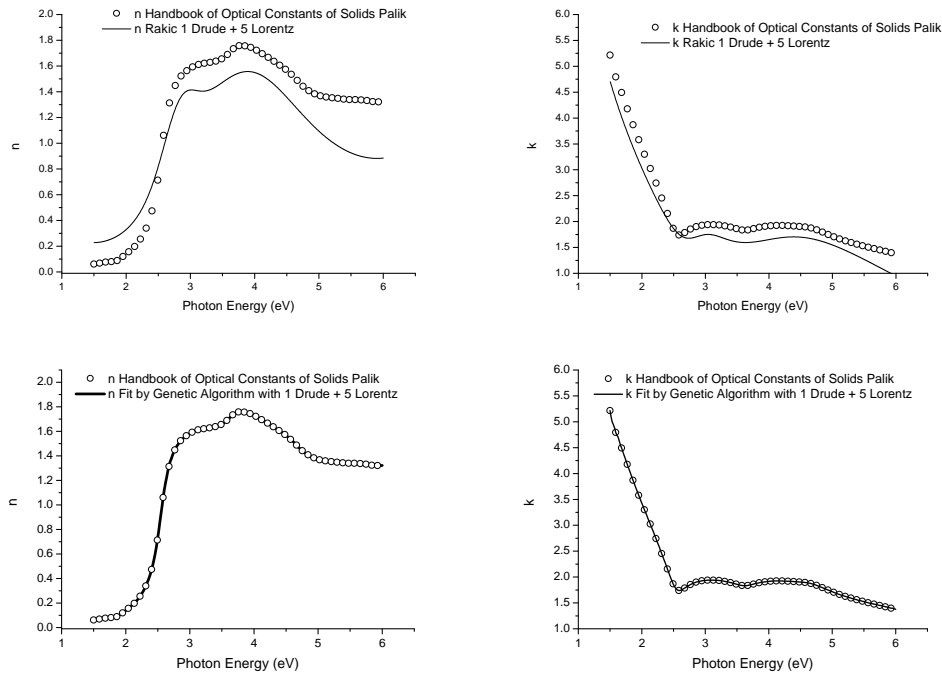 n Handbook of Optical Constants of Solids Palik
n Rakic 1 Drude + 5 Lorentz
2.0
1.8
1.6
1.4
1.2
1.0
0.8
0.6
0.4
0.2
0.0
n
1 2 3 4 5 6
Photon Energy (eV)
k Handbook of Optical Constants of Solids Palik
k Rakic 1 Drude + 5 Lorentz
6.0
5.5
5.0
4.5
4.0
3.5
3.0
2.5
2.0
1.5
1.0
k
1 2 3 4 5 6
Photon Energy (eV)
n Handbook of Optical Constants of Solids Palik
n Fit by Genetic Algorithm with 1 Drude + 5 Lorentz
2.0
1.8
1.6
1.4
1.2
1.0
0.8
0.6
0.4
0.2
0.0
n
1 2 3 4 5 6
Photon Energy (eV)
k Handbook of Optical Constants of Solids Palik
k Fit by Genetic Algorithm with 1 Drude + 5 Lorentz
6.0
5.5
5.0
4.5
4.0
3.5
3.0
2.5
2.0
1.5
1.0
k
1 2 3 4 5 6
Photon Energy (eV)